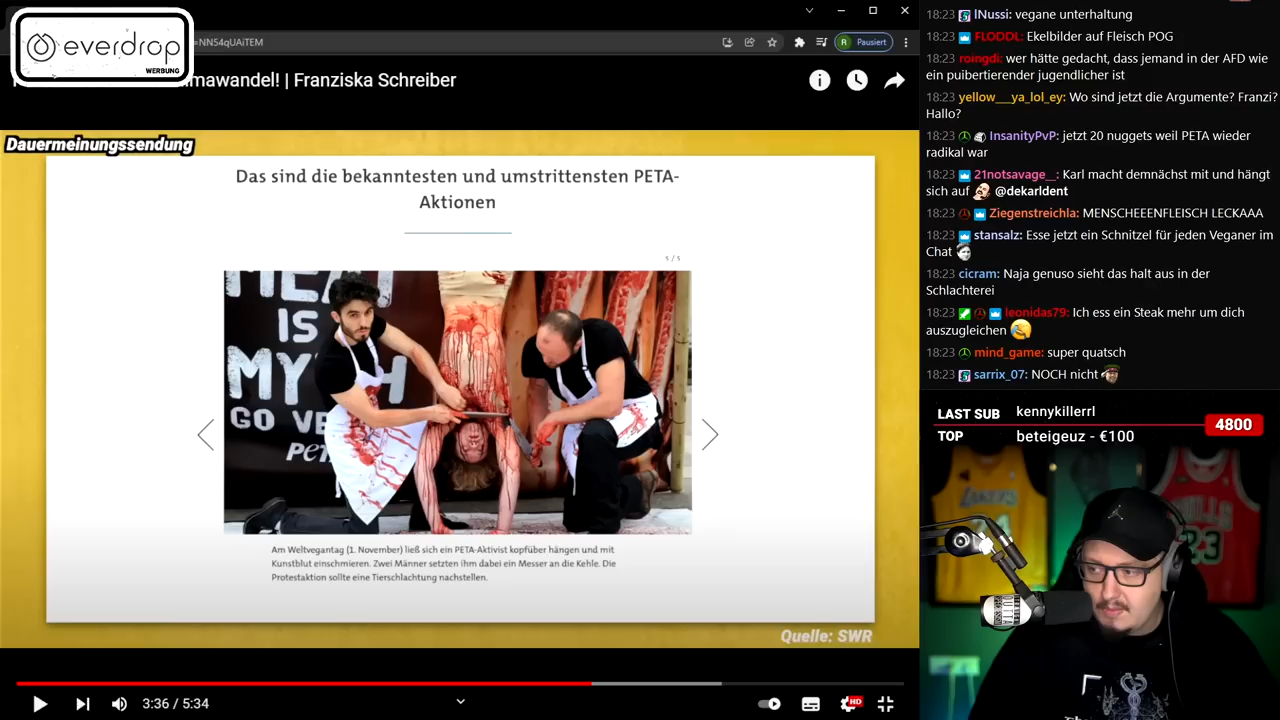 everdrop
WERBUNG
=NN54qUAiTEM
R Pausiert
mawandel! | Franziska Schreiber
Dauermeinungssendung
Das sind die bekanntesten und umstrittensten PETA-
Aktionen
5 / 5
IS
MYTH
GO VE
Am Weltvegantag (1. November) ließ sich ein PETA-Aktivist kopfüber hängen und mit
Kunstblut einschmieren. Zwei Männer setzten ihm dabei ein Messer an die Kehle. Die
Protestaktion sollte eine Tierschlachtung nachstellen.
Quelle: SWR
3:36 / 5:34
HD
18:23 lNussi: vegane unterhaltung
18:23 FLODDL: Ekelbilder auf Fleisch POG
18:23 roingdi: wer hätte gedacht, dass jemand in der AFD wie
ein puibertierender jugendlicher ist
18:23 yellow___ya_lol_ey: Wo sind jetzt die Argumente? Franzi?
Hallo?
18:23 InsanityPvP: jetzt 20 nuggets weil PETA wieder
radikal war
18:23 21notsavage__: Karl macht demnächst mit und hängt
sich auf @dekarldent
18:23 Ziegenstreichla: MENSCHEEENFLEISCH LECKAAA
18:23 stansalz: Esse jetzt ein Schnitzel für jeden Veganer im
Chat
18:23 cicram: Naja genuso sieht das halt aus in der
Schlachterei
18:23 leonidas79: Ich ess ein Steak mehr um dich
auszugleichen
18:23 mind_game: super quatsch
18:23 sarrix_07: NOCH nicht
LAST SUB kennykillerrl
TOP beteigeuz - €100
4800
LAKERS
BULLS
23